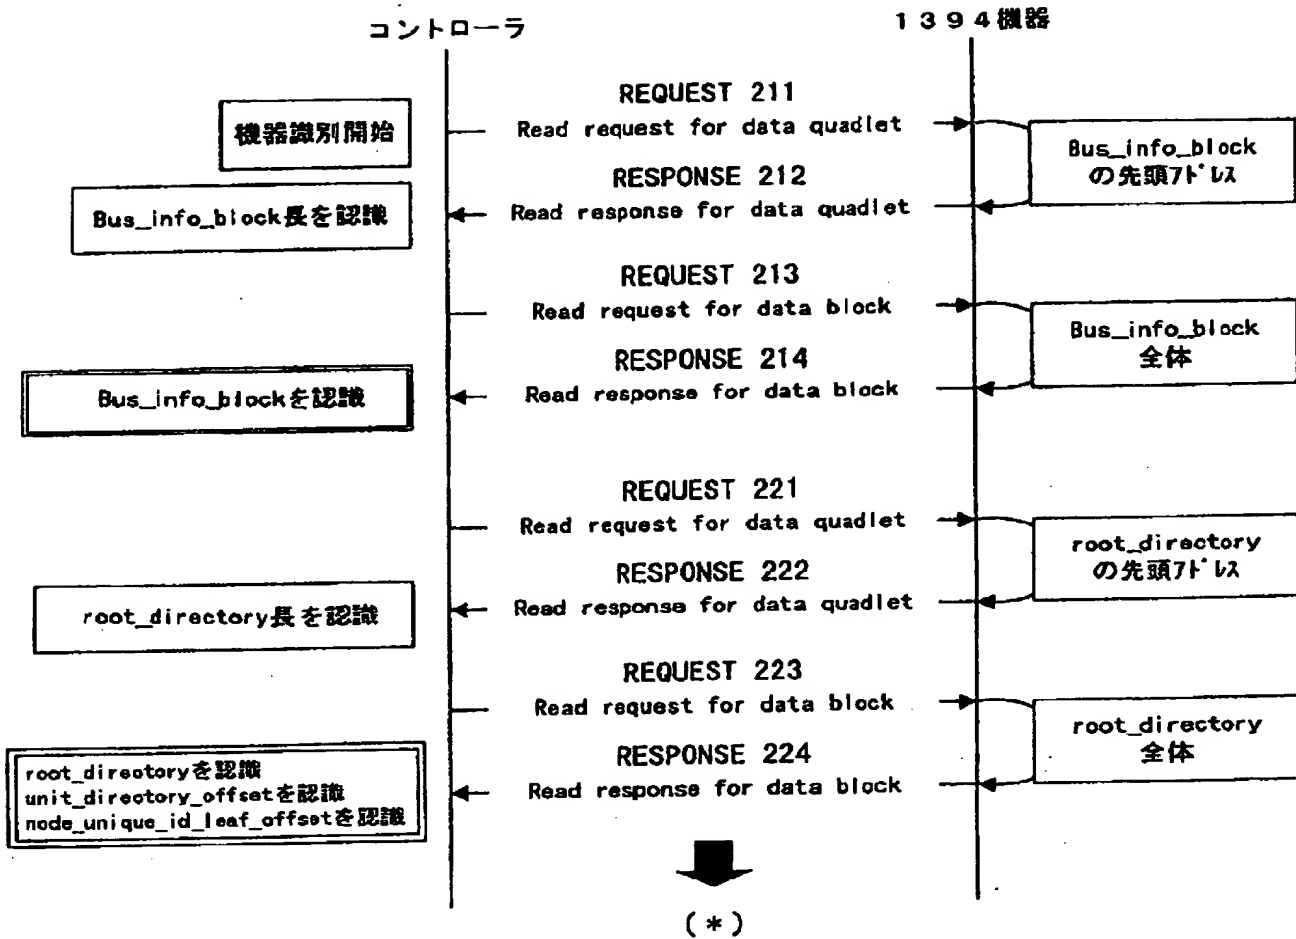 コントローラ
1394機器
REQUEST 211
機器識別開始
Read request for data quadlet
Bus_info_block
の先頭ｱﾄﾞﾚｽ
RESPONSE 212
Bus_info_block長を認識
Read response for data quadlet
REQUEST 213
Read request for data block
Bus_info_block
全体
RESPONSE 214
Bus_info_blockを認識
Read response for data block
REQUEST 221
Read request for data quadlet
root_directory
の先頭ｱﾄﾞﾚｽ
RESPONSE 222
root_directory長を認識
Read response for data quadlet
REQUEST 223
Read request for data block
root_directory
全体
RESPONSE 224
root_directoryを認識
unit_directory_offsetを認識
node_unique_id_leaf_offsetを認識
Read response for data block
(*)